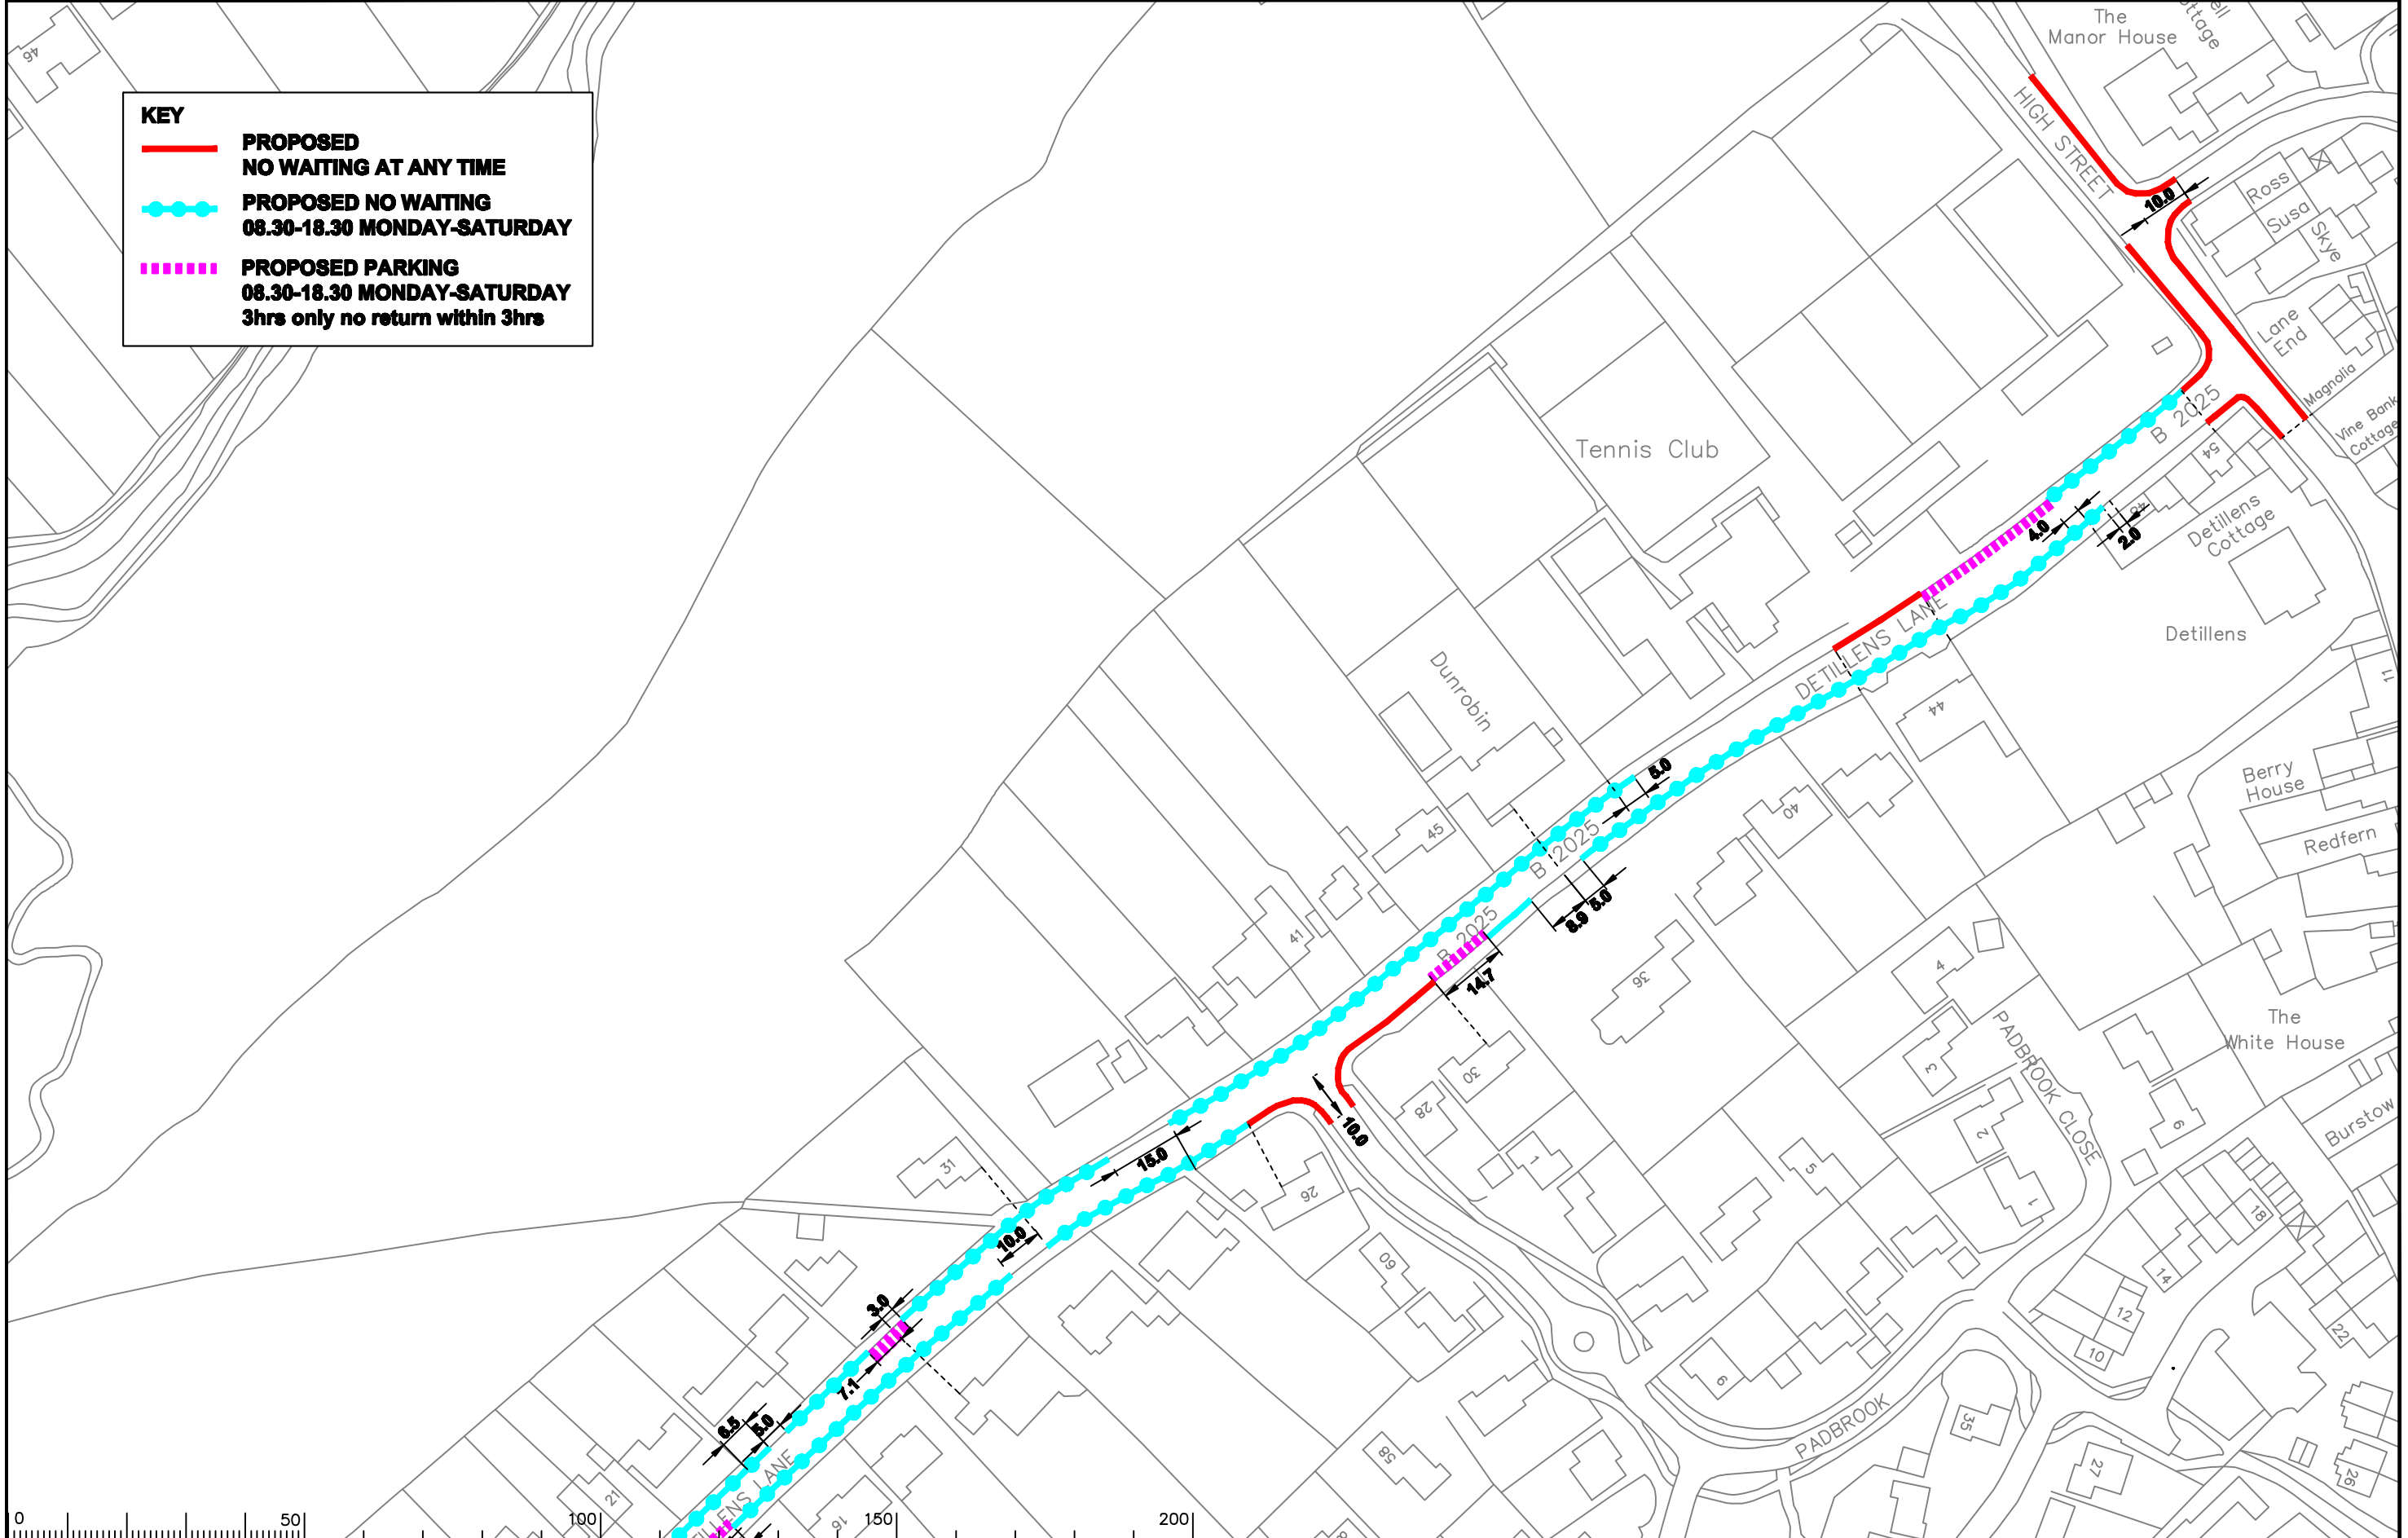 KEY
PROPOSED
NO WAITING AT ANY TIME
PROPOSED NO WAITING
08.30-18.30 MONDAY-SATURDAY
PROPOSED PARKING
08.30-18.30 MONDAY-SATURDAY
3hrs only no return within 3hrs
46
The
Manor House
HIGH STREET
10.0
Ross
Susa
Skye
Lane
End
Magnolia
Vine Bank
Cottage
B 2025
54
48
Detillens
Cottage
4.0
2.0
Detillens
Tennis Club
DETILLENS LANE
44
11
Dunrobin
Berry
House
Redfern
5.0
40
45
B 2025
5.0
8.9
B 2025
41
14.7
36
4
The
White House
PADBROOK CLOSE
3
30
28
10.0
Burstow
6
2
1
1
5
31
15.0
26
18
10.0
60
14
12
10
22
3.0
7.1
6.5
5.0
9
PADBROOK
35
58
27
26
21
16
0
50
100
150
200